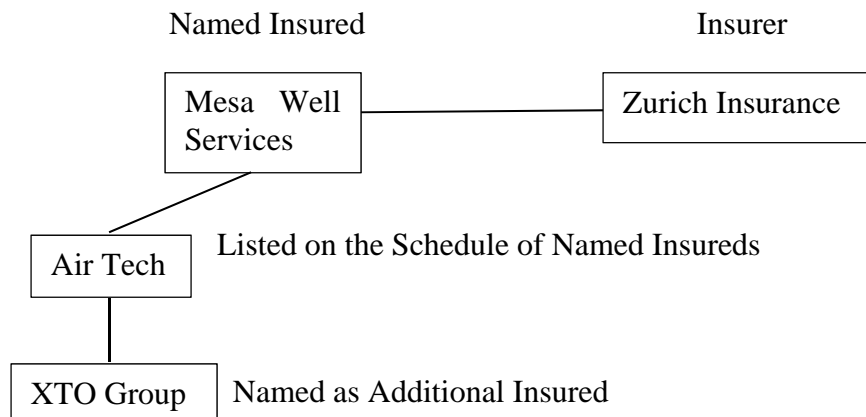 Named Insured Insurer
Mesa Well
Services
Zurich Insurance
Air Tech
Listed on the Schedule of Named Insureds
XTO Group
Named as Additional Insured